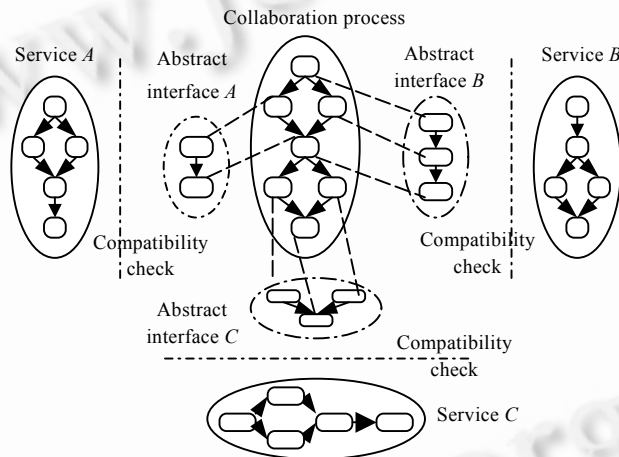 Collaboration process
Service A
Abstract
interface A
Abstract
interface B
Service B
Compatibility
check
Compatibility
check
Abstract
interface C
Compatibility
check
Service C